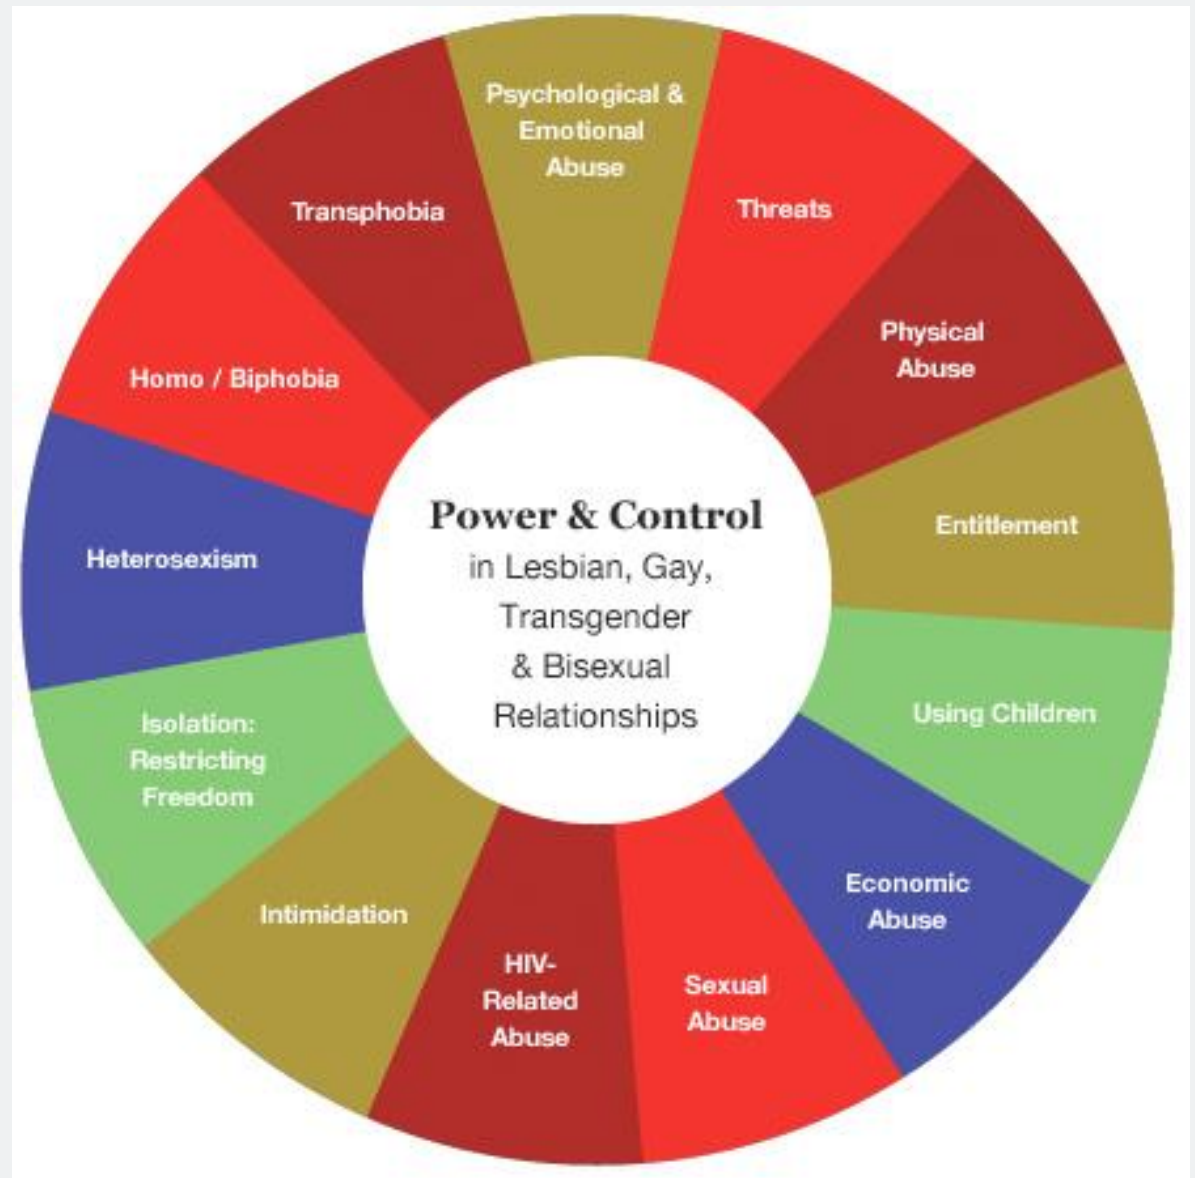 Psychological &
Emotional
Abuse
Threats
Physical
Abuse
Entitlement
Using Children
Economic
Abuse
Sexual
Abuse
HIV-
Related
Abuse
Intimidation
Isolation:
Restricting
Freedom
Heterosexism
Homo / Biphobia
Transphobia
Power & Control
in Lesbian, Gay,
Transgender
& Bisexual
Relationships